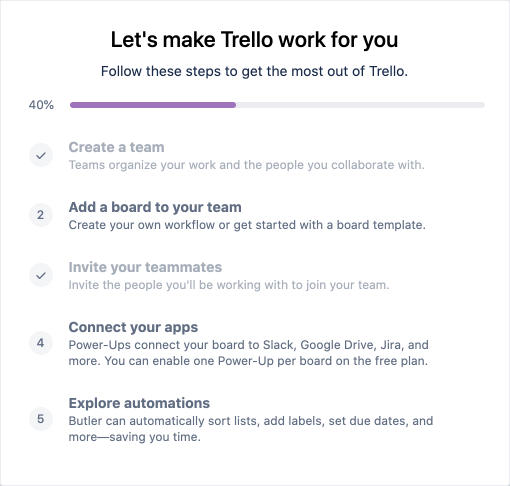 Let's make Trello work for you
Follow these steps to get the most out of Trello.
40%
Create a team
Teams organize your work and the people you collaborate with.
2
Add a board to your team
Create your own workflow or get started with a board template.
Invite your teammates
Invite the people you'll be working with to join your team.
4
Connect your apps
Power-Ups connect your board to Slack, Google Drive, Jira, and
more. You can enable one Power-Up per board on the free plan.
5
Explore automations
Butler can automatically sort lists, add labels, set due dates, and
more—saving you time.